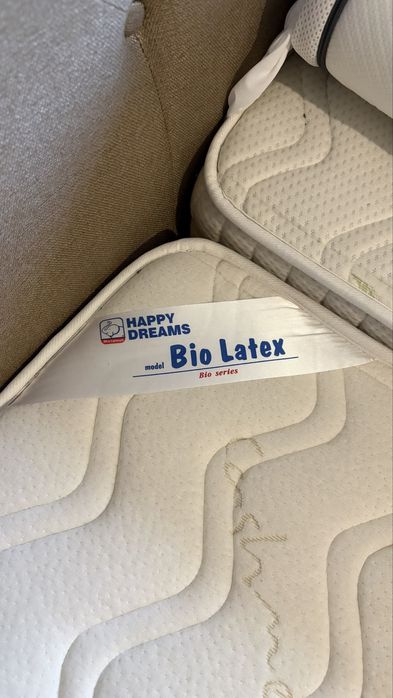 HAPPY
DREAMS
model Bio Latex
Bio series